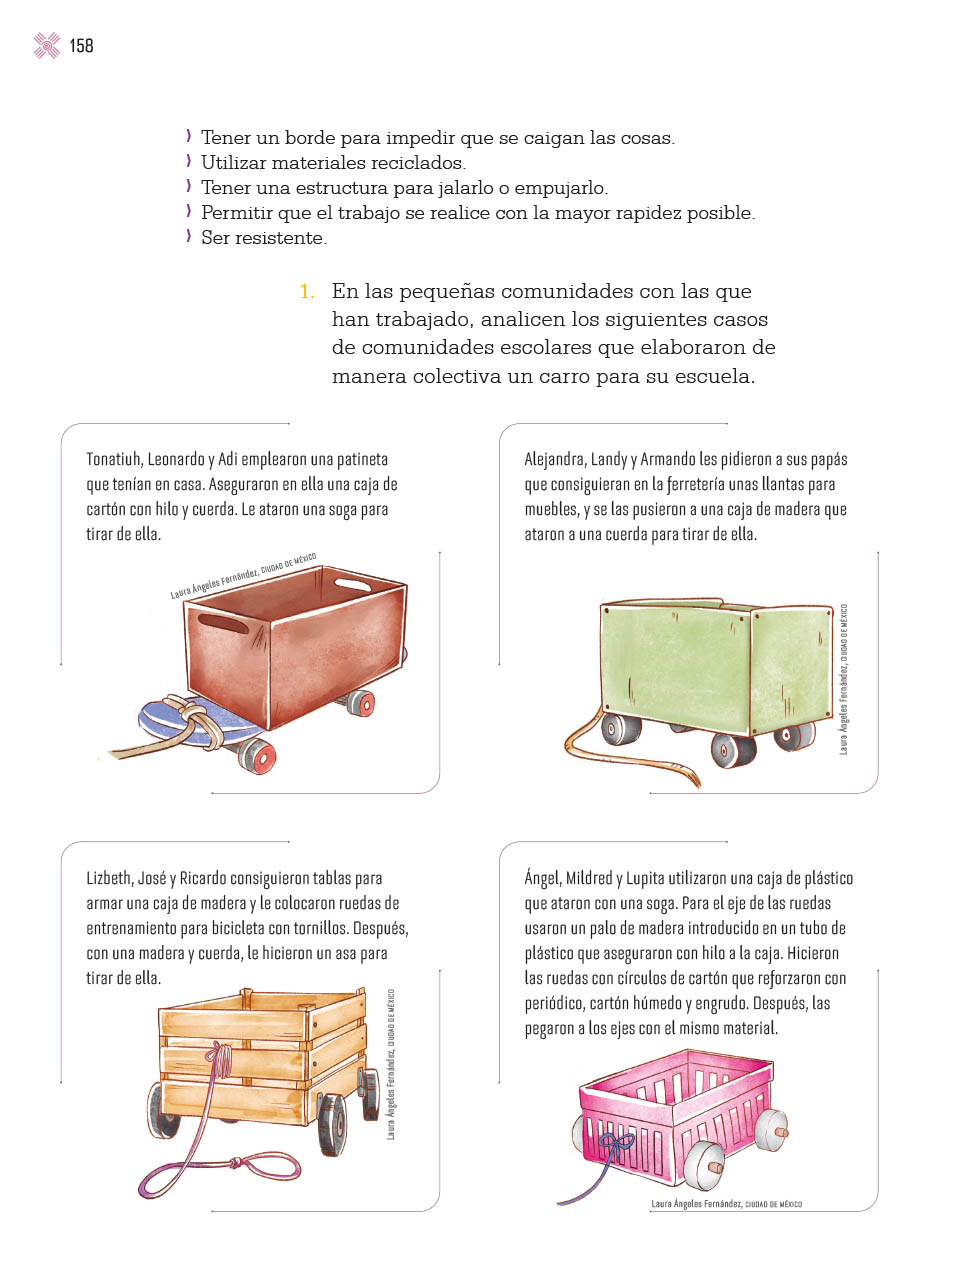 158
Tener un borde para impedir que se caigan las cosas.
Utilizar materiales reciclados.
Tener una estructura para jalarlo o empujarlo.
Permitir que el trabajo se realice con la mayor rapidez posible.
Ser resistente.
1. En las pequeñas comunidades con las que
han trabajado, analicen los siguientes casos
de comunidades escolares que elaboraron de
manera colectiva un carro para su escuela.
Tonatiuh, Leonardo y Adi emplearon una patineta
que tenían en casa. Aseguraron en ella una caja de
cartón con hilo y cuerda. Le ataron una soga para
tirar de ella.
Laura Ángeles Fernández, CIUDAD DE MÉXICO
Alejandra, Landy y Armando les pidieron a sus papás
que consiguieran en la ferretería unas llantas para
muebles, y se las pusieron a una caja de madera que
ataron a una cuerda para tirar de ella.
Laura Ángeles Fernández, CIUDAD DE MÉXICO
Lizbeth, José y Ricardo consiguieron tablas para
armar una caja de madera y le colocaron ruedas de
entrenamiento para bicicleta con tornillos. Después,
con una madera y cuerda, le hicieron un asa para
tirar de ella.
Laura Ángeles Fernández, CIUDAD DE MÉXICO
Ángel, Mildred y Lupita utilizaron una caja de plástico
que ataron con una soga. Para el eje de las ruedas
usaron un palo de madera introducido en un tubo de
plástico que aseguraron con hilo a la caja. Hicieron
las ruedas con círculos de cartón que reforzaron con
periódico, cartón húmedo y engrudo. Después, las
pegaron a los ejes con el mismo material.
Laura Ángeles Fernández, CIUDAD DE MÉXICO